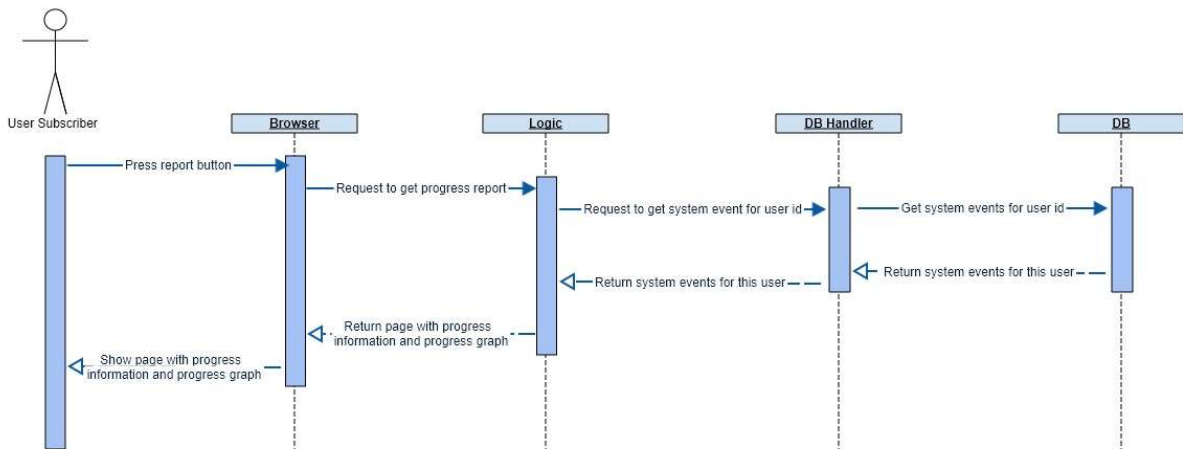 User Subscriber
Browser
Logic
DB Handler
DB
Press report button
Request to get progress report
Request to get system event for user id
Get system events for user id
Return system events for this user
Return system events for this user
Return page with progress
information and progress graph
Show page with progress
information and progress graph